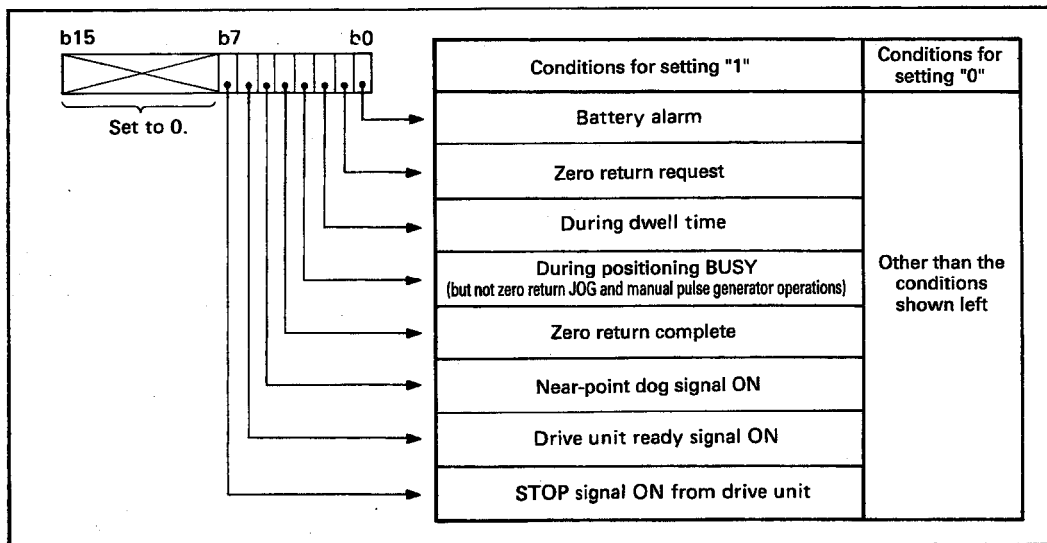 b15
b7
b0
Set to 0.
Conditions for setting "1"
Conditions for
setting "0"
Battery alarm
Zero return request
During dwell time
During positioning BUSY
(but not zero return JOG and manual pulse generator operations)
Zero return complete
Near-point dog signal ON
Drive unit ready signal ON
STOP signal ON from drive unit
Other than the
conditions
shown left